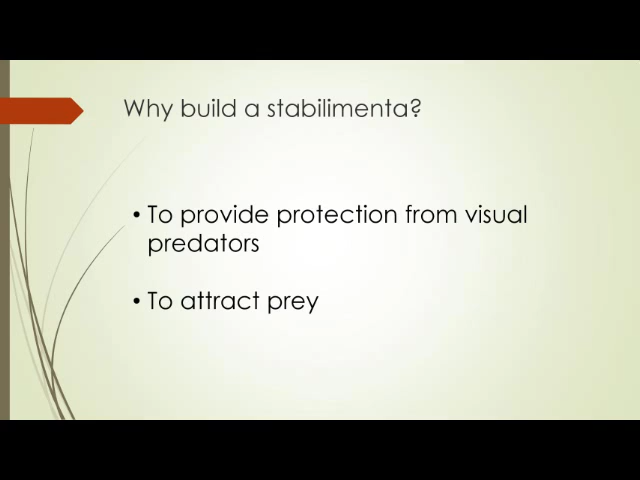 Why build a stabilimenta?
• To provide protection from visual
predators
• To attract prey